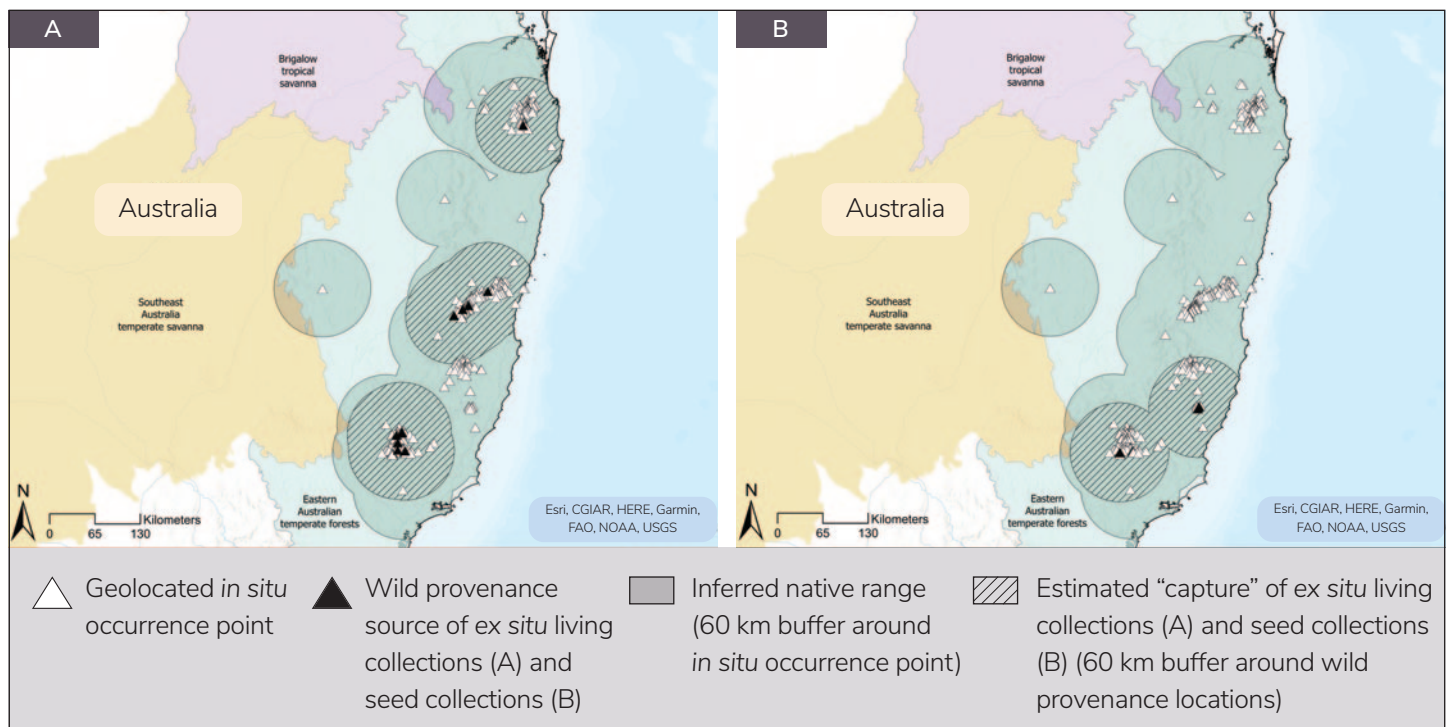 A
Brigalow
tropical
savanna
Australia
Southeast
Australia
temperate savanna
Eastern
Australian
temperate forests
N
Kilometers
0 65 130
Esri, CGIAR, HERE, Garmin,
FAO, NOAA, USGS
B
Brigalow
tropical
savanna
Australia
Southeast
Australia
temperate savanna
Eastern
Australian
temperate forests
N
Kilometers
0 65 130
Esri, CGIAR, HERE, Garmin,
FAO, NOAA, USGS
Geolocated in situ
occurrence point
Wild provenance
source of ex situ living
collections (A) and
seed collections (B)
Inferred native range
(60 km buffer around
in situ occurrence point)
Estimated “capture” of ex situ living
collections (A) and seed collections
(B) (60 km buffer around wild
provenance locations)